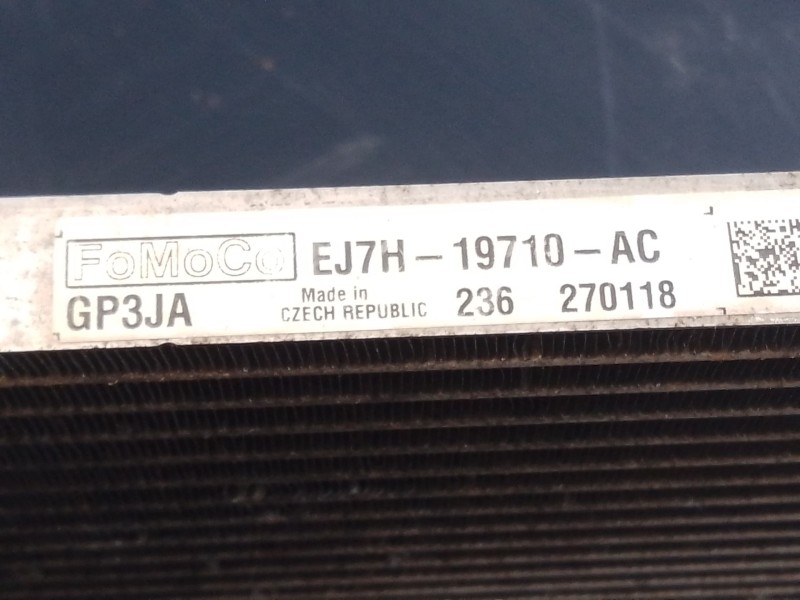 FoMoCo EJ7H-19710-AC
GP3JA Made in CZECH REPUBLIC 236 270118